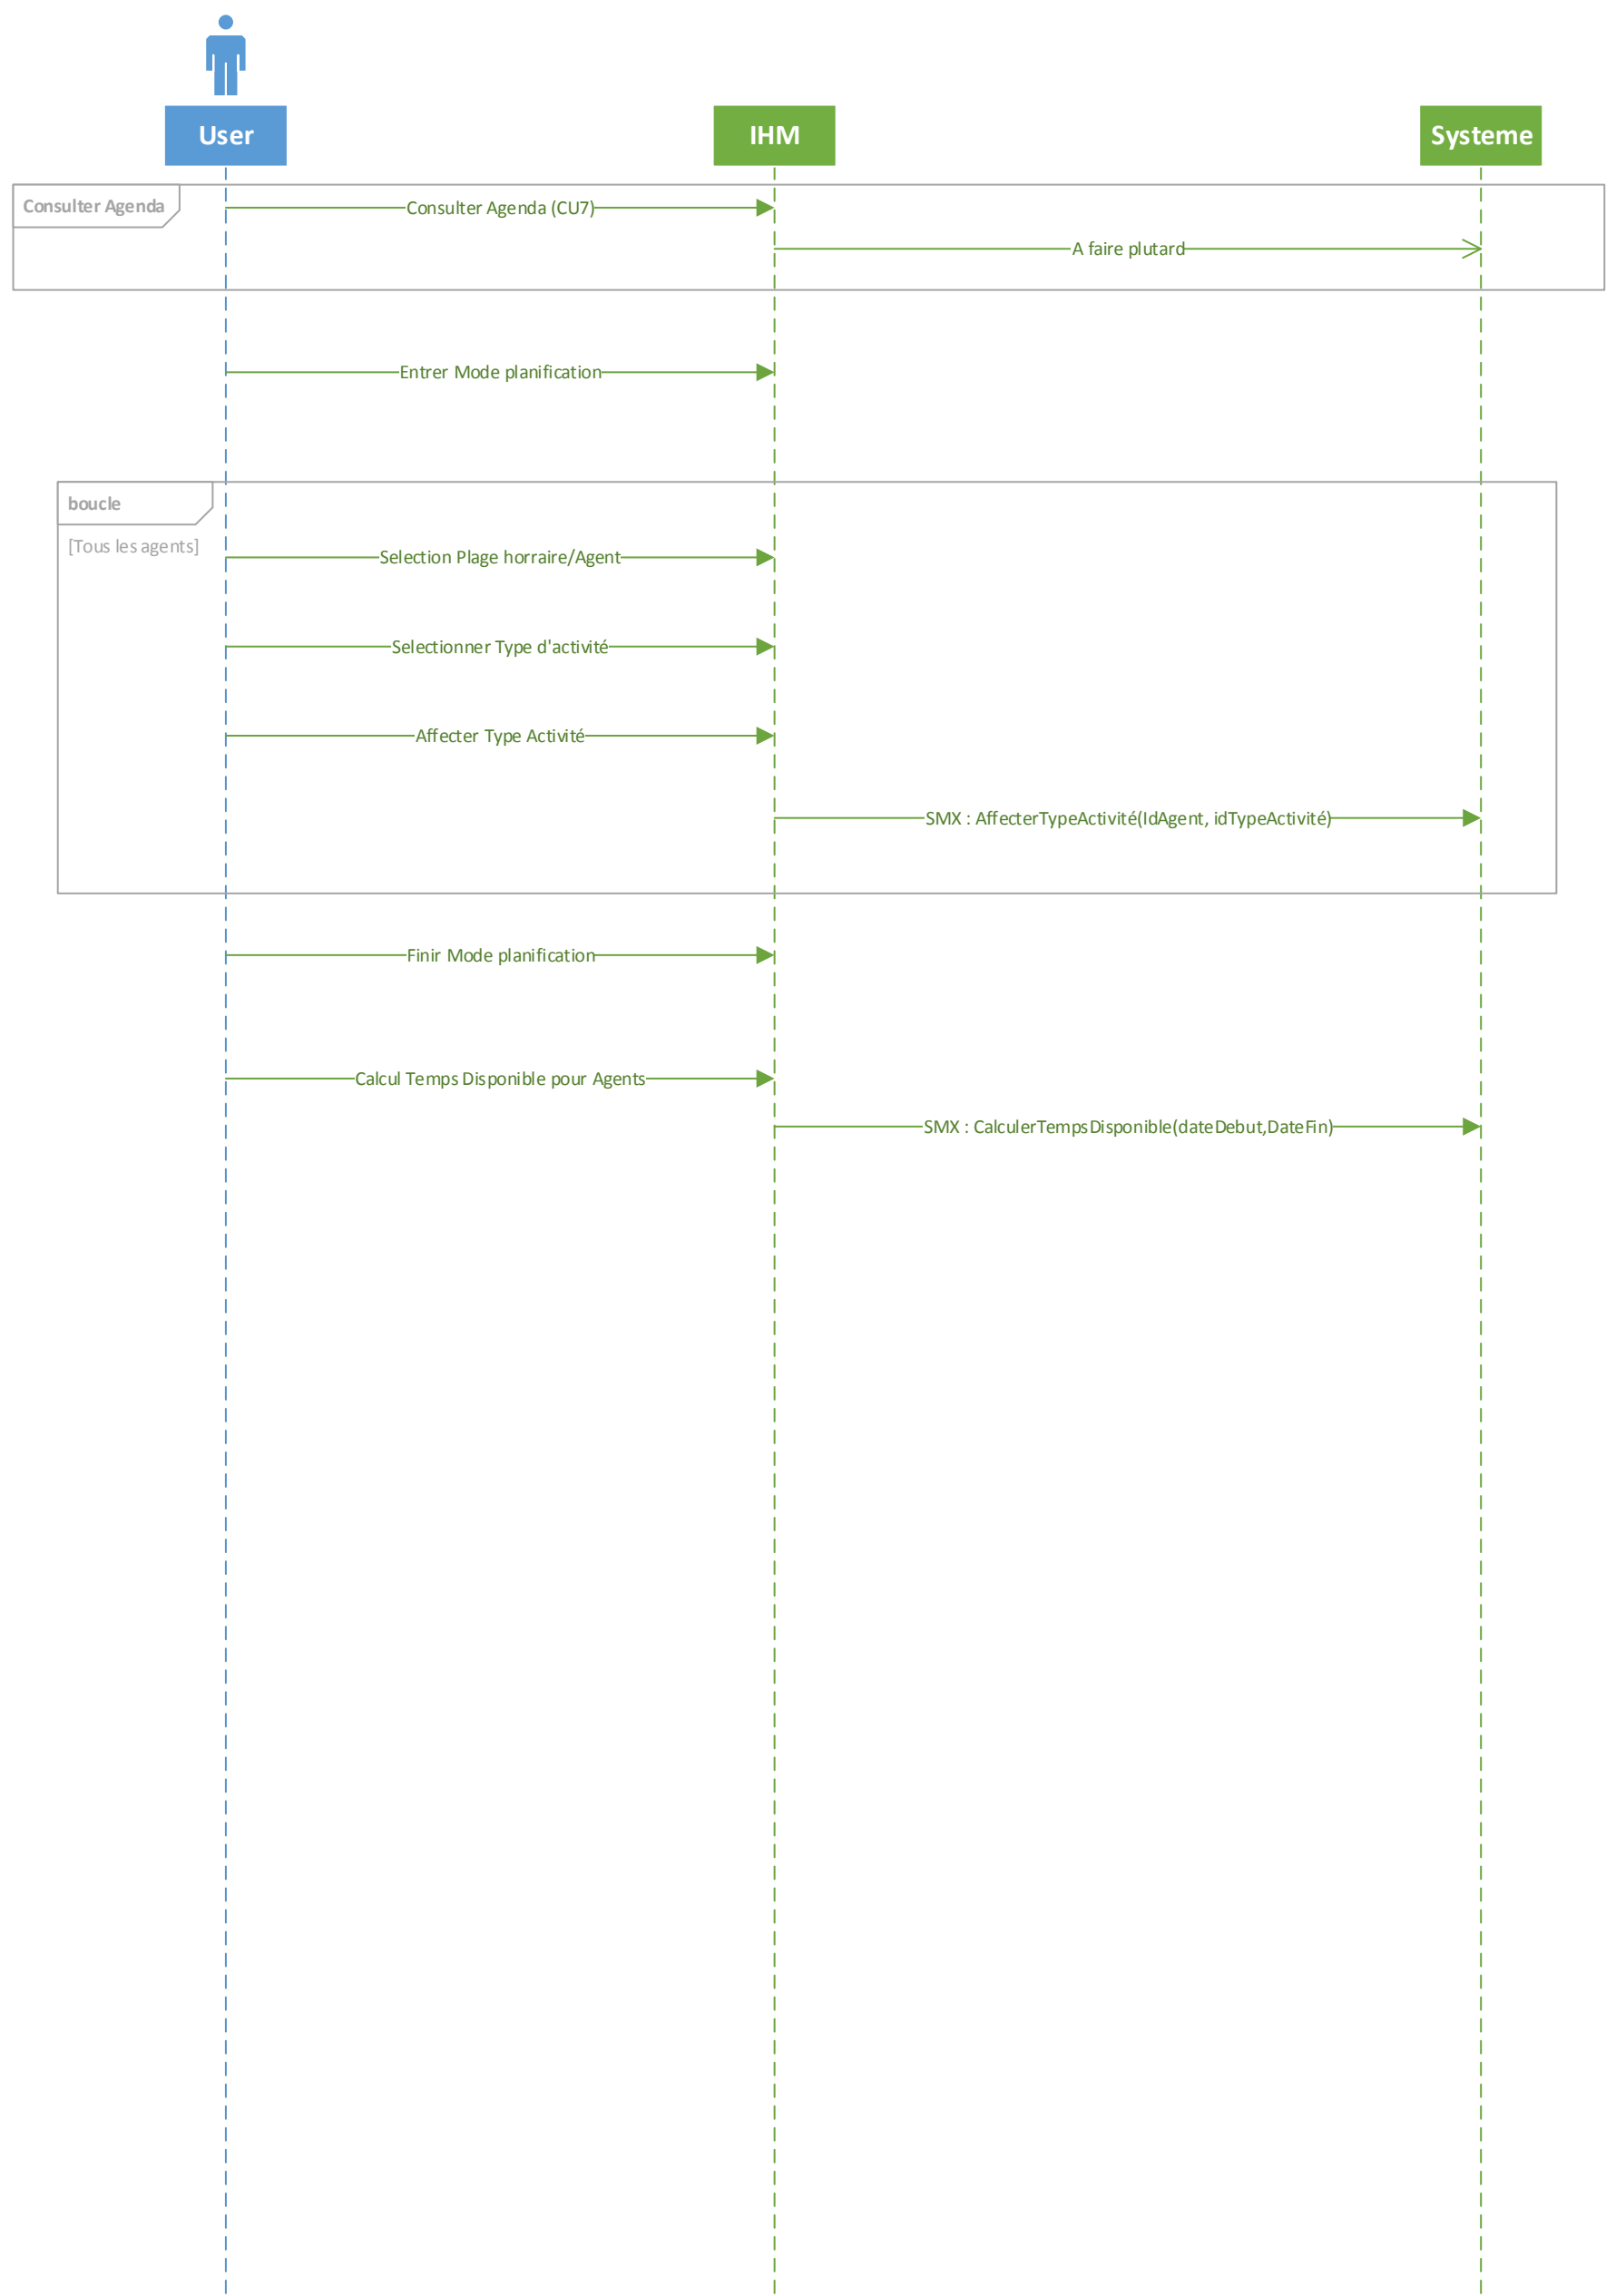 User
IHM
Systeme
Consulter Agenda
Consulter Agenda (CU7)
A faire plutard
Entrer Mode planification
boucle
[Tous les agents]
Selection Plage horraire/Agent
Selectionner Type d'activité
Affecter Type Activité
SMX : AffecterTypeActivité(IdAgent, idTypeActivité)
Finir Mode planification
Calcul Temps Disponible pour Agents
SMX : CalculerTempsDisponible(dateDebut,DateFin)